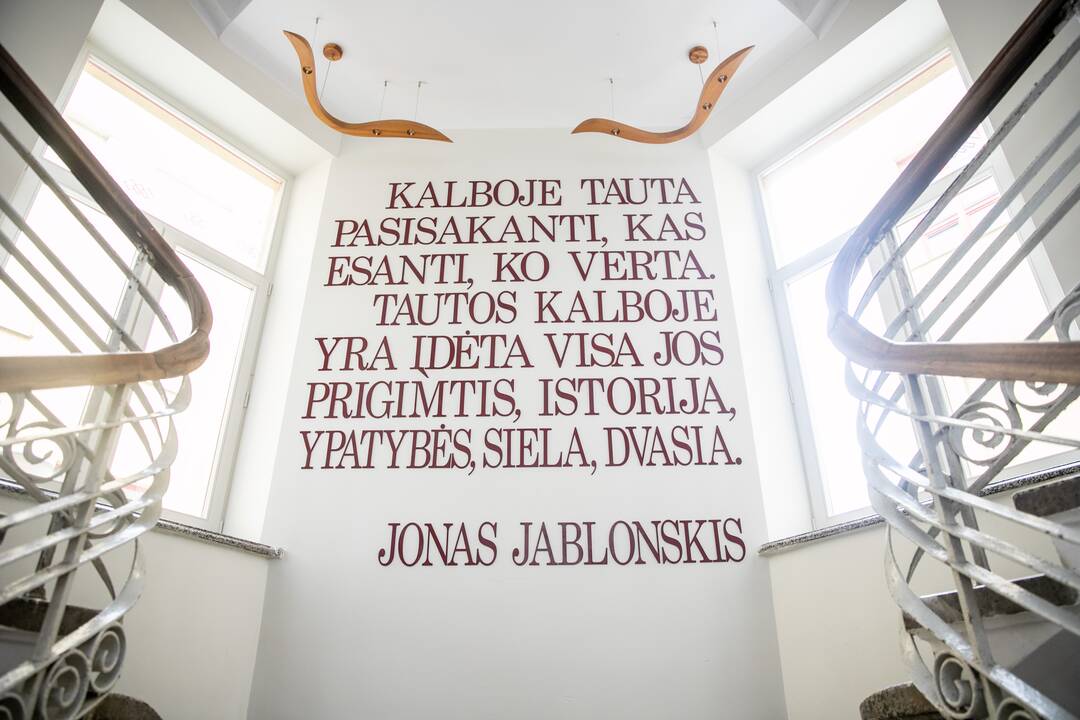 KALBOJE TAUTA
PASISAKANTI, KAS
ESANTI, KO VERTA.
TAUTOS KALBOJE
YRA ĮDĖTA VISA JOS
PRIGIMTIS, ISTORIJA,
YPATYBĖS, SIELA, DVASIA.
JONAS JABLONSKIS